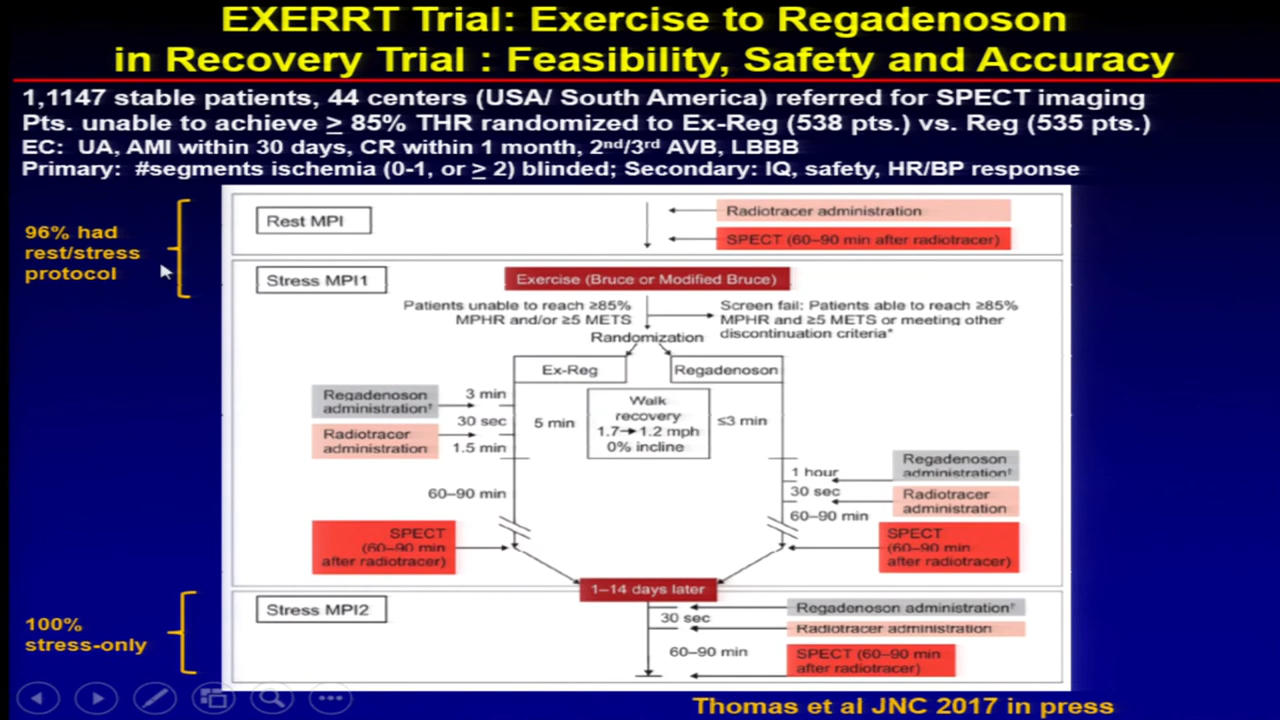 EXERRT Trial: Exercise to Regadenoson
in Recovery Trial : Feasibility, Safety and Accuracy
1,1147 stable patients, 44 centers (USA/ South America) referred for SPECT imaging
Pts. unable to achieve ≥ 85% THR randomized to Ex-Reg (538 pts.) vs. Reg (535 pts.)
EC: UA, AMI within 30 days, CR within 1 month, 2nd/3rd AVB, LBBB
Primary: #segments ischemia (0-1, or ≥ 2) blinded; Secondary: IQ, safety, HR/BP response
96% had
rest/stress
protocol
Rest MPI
Radiotracer administration
SPECT (60–90 min after radiotracer)
Stress MPI1
Exercise (Bruce or Modified Bruce)
Patients unable to reach ≥85%
MPHR and/or ≥5 METS
Screen fail: Patients able to reach ≥85%
MPHR and ≥5 METS or meeting other
discontinuation criteria*
Randomization
Ex-Reg
Regadenoson
Regadenoson
administration†
3 min
30 sec
Radiotracer
administration
1.5 min
5 min
Walk
recovery
1.7→1.2 mph
0% incline
≤3 min
1 hour
Regadenoson
administration†
30 sec
Radiotracer
administration
60–90 min
60–90 min
SPECT
(60–90 min
after radiotracer)
SPECT
(60–90 min
after radiotracer)
1–14 days later
100%
stress-only
Stress MPI2
Regadenoson administration†
30 sec
Radiotracer administration
60–90 min
SPECT (60–90 min
after radiotracer)
Thomas et al JNC 2017 in press